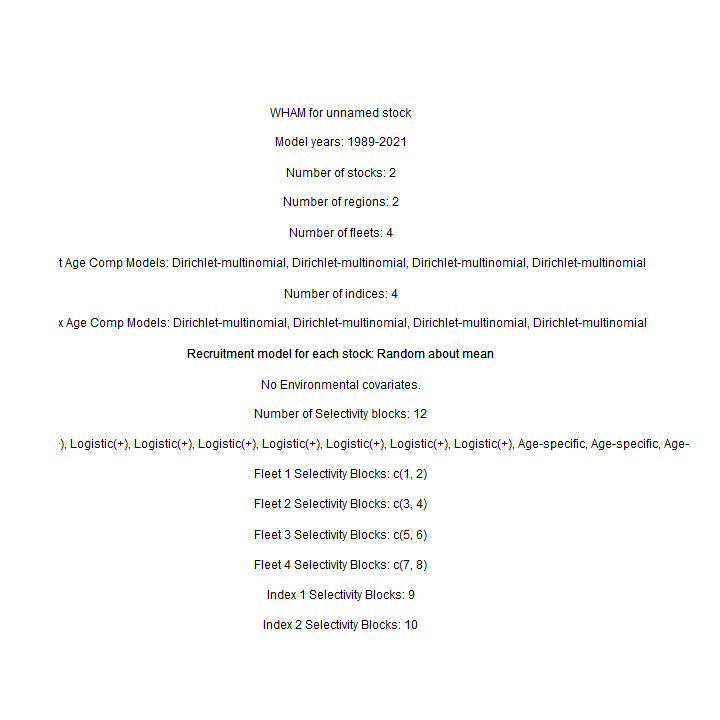 WHAM for unnamed stock
Model years: 1989-2021
Number of stocks: 2
Number of regions: 2
Number of fleets: 4
t Age Comp Models: Dirichlet-multinomial, Dirichlet-multinomial, Dirichlet-multinomial, Dirichlet-multinomial
Number of indices: 4
x Age Comp Models: Dirichlet-multinomial, Dirichlet-multinomial, Dirichlet-multinomial, Dirichlet-multinomial
Recruitment model for each stock: Random about mean
No Environmental covariates.
Number of Selectivity blocks: 12
), Logistic(+), Logistic(+), Logistic(+), Logistic(+), Logistic(+), Logistic(+), Logistic(+), Age-specific, Age-specific, Age-
Fleet 1 Selectivity Blocks: c(1, 2)
Fleet 2 Selectivity Blocks: c(3, 4)
Fleet 3 Selectivity Blocks: c(5, 6)
Fleet 4 Selectivity Blocks: c(7, 8)
Index 1 Selectivity Blocks: 9
Index 2 Selectivity Blocks: 10